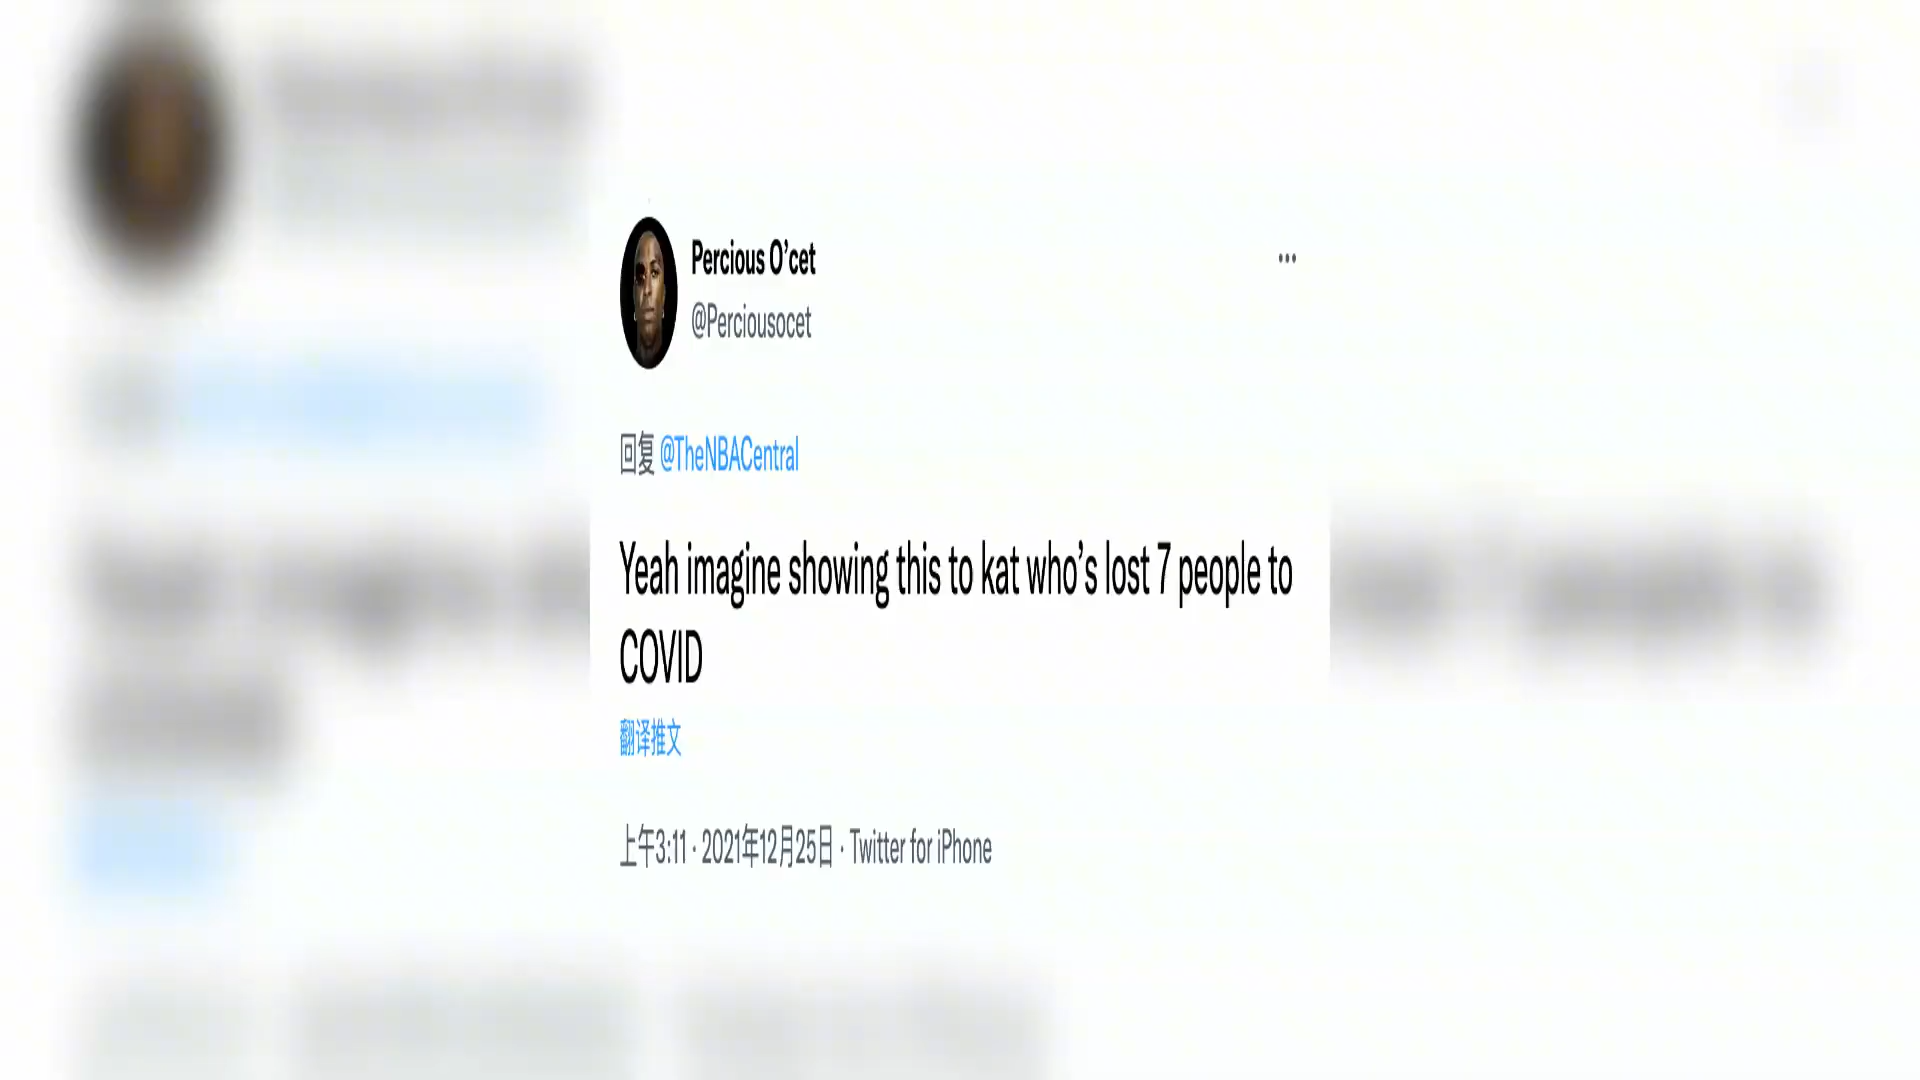 Percious O’cet
@Perciousocet
回复 @TheNBACentral
Yeah imagine showing this to kat who’s lost 7 people to
COVID
翻译推文
上午3:11 · 2021年12月25日 · Twitter for iPhone